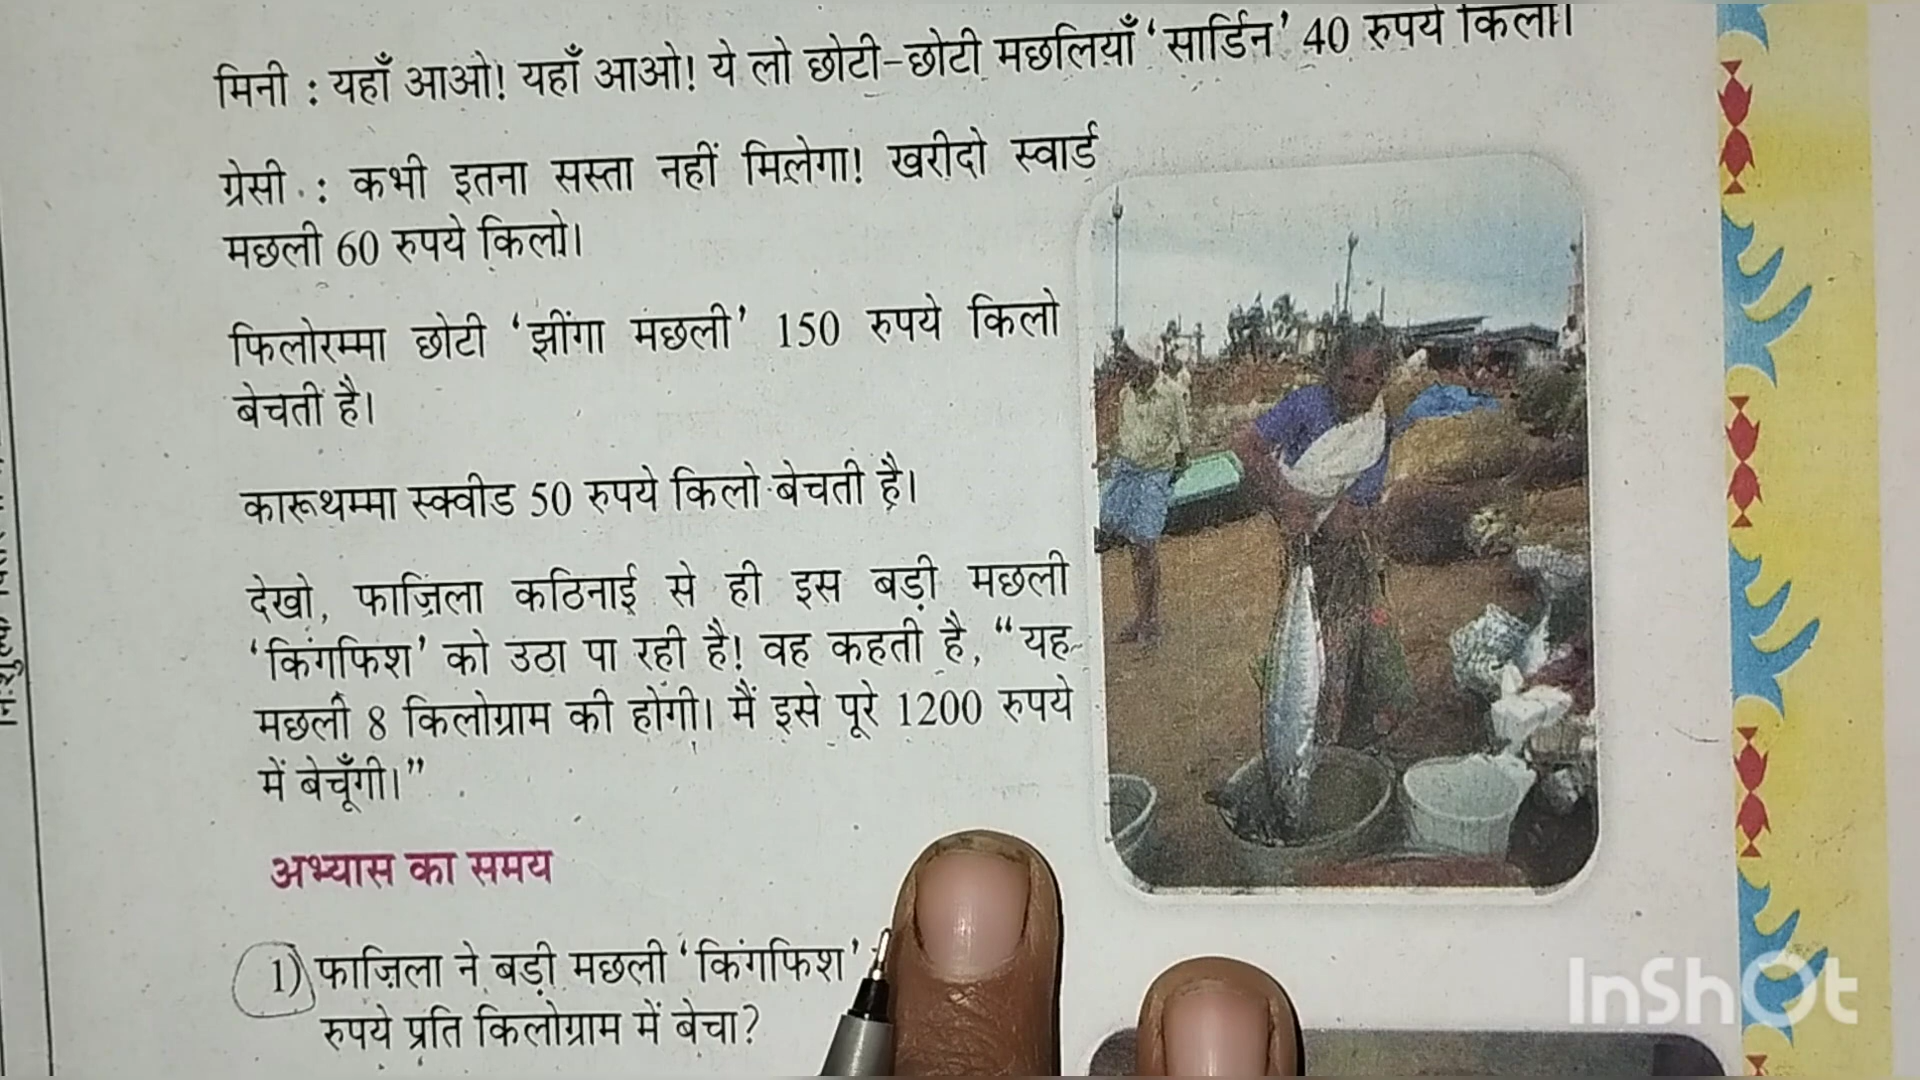 मिनी : यहाँ आओ! यहाँ आओ! ये लो छोटी-छोटी मछलियाँ ‘सार्डिन’ 40 रुपये किलो।
ग्रेसी : कभी इतना सस्ता नहीं मिलेगा! खरीदो स्वार्ड
मछली 60 रुपये किलो।
फिलोरम्मा छोटी ‘झींगा मछली’ 150 रुपये किलो
बेचती है।
कारूथम्मा स्क्वीड 50 रुपये किलो बेचती है।
देखो, फाज़िला कठिनाई से ही इस बड़ी मछली
‘किंगफिश’ को उठा पा रही है! वह कहती है, “यह
मछली 8 किलोग्राम की होगी। मैं इसे पूरे 1200 रुपये
में बेचूँगी।”
अभ्यास का समय
1) फाज़िला ने बड़ी मछली ‘किंगफिश’
रुपये प्रति किलोग्राम में बेचा?
InShOt